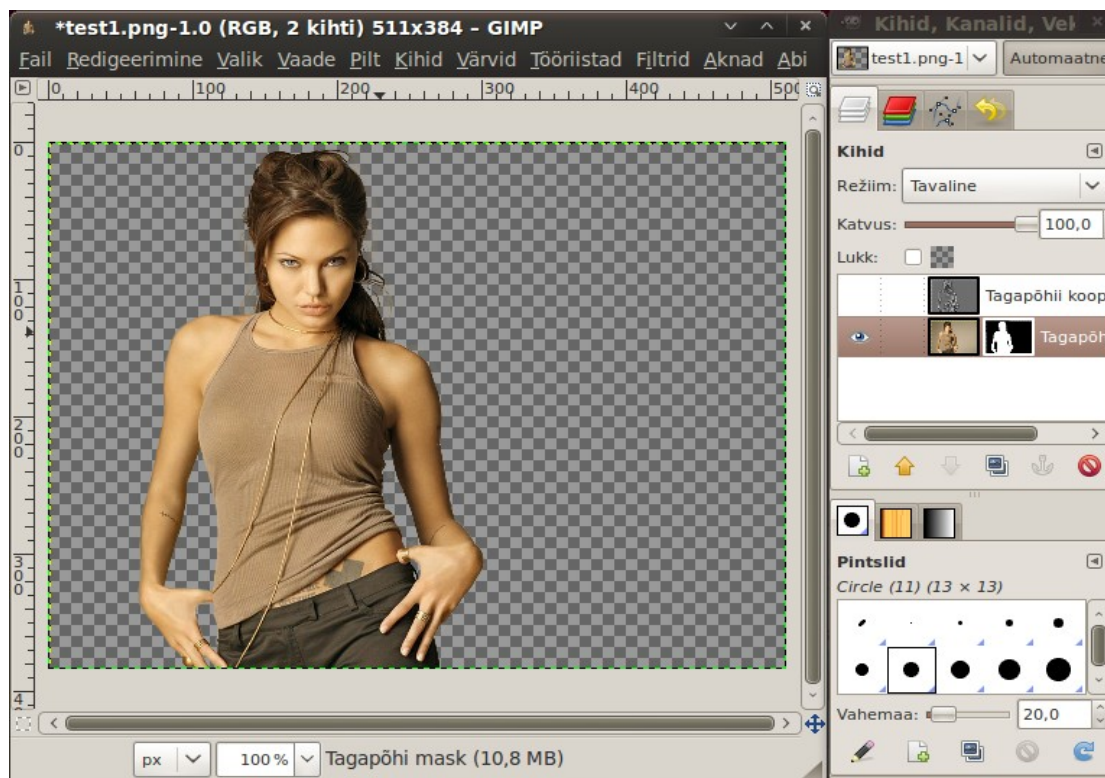 *test1.png-1.0 (RGB, 2 kihti) 511x384 – GIMP
Fail Redigeerimine Valik Vaade Pilt Kihid Värvid Tööriistad Filtrid Aknad Abi
0 100 200 300 400 500
0
100
200
300
4
px 100 % Tagapõhi mask (10,8 MB)
Kihid, Kanalid, Vek
test1.png-1 Automaatne
Kihid
Režiim: Tavaline
Katvus: 100,0
Lukk:
Tagapõhii koop
Tagapõh
Pintslid
Circle (11) (13 × 13)
Vahemaa: 20,0